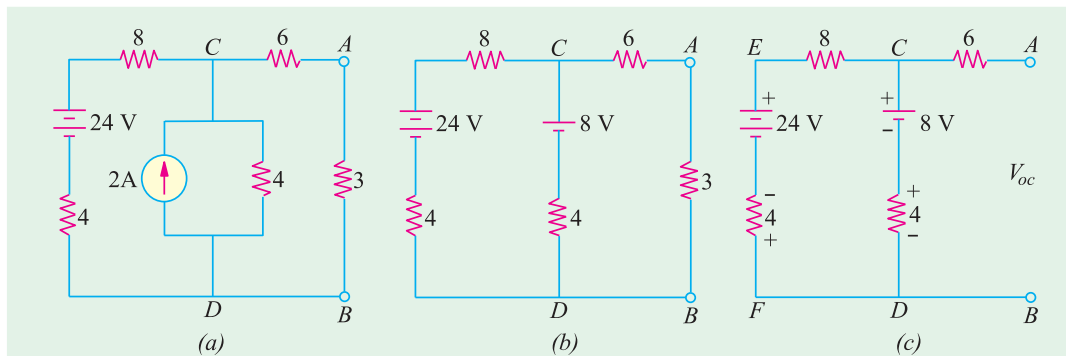 8 C 6 A
24 V
2A 4 3
4
D B
(a)
8 C 6 A
24 V 8 V
3
4 4
D B
(b)
E 8 C 6 A
+ +
24 V 8 V
−
Voc
− +
4 4
+ −
F D B
(c)